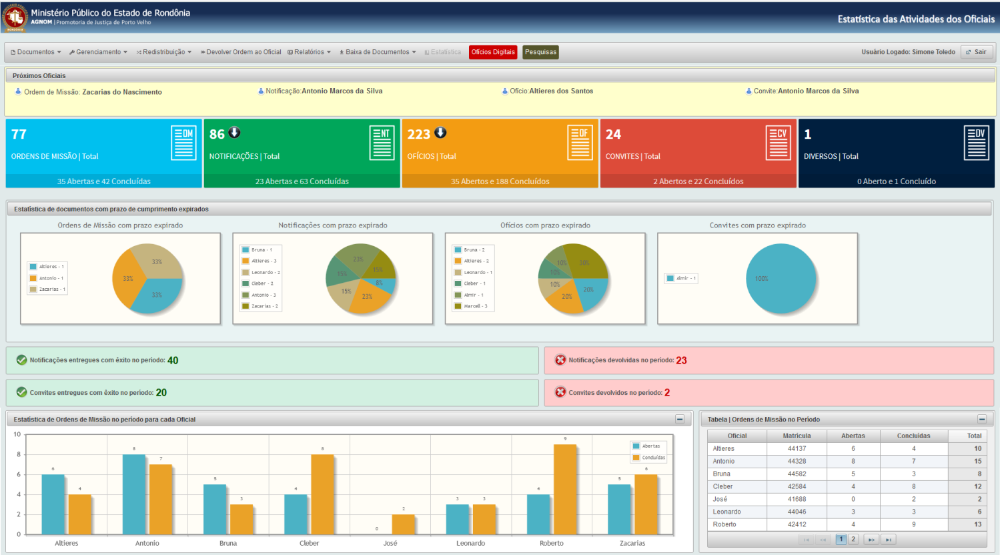 Ministério Público do Estado de Rondônia
AGNOM |Promotoria de Justiça de Porto Velho
RONDÔNIA
Estatística das Atividades dos Oficiais
Documentos Gerenciamento Redistribuição Devolver Ordem ao Oficial Relatórios Baixa de Documentos Estatística Ofícios Digitais Pesquisas Usuário Logado: Simone Toledo Sair
Próximos Oficiais
Ordem de Missão: Zacarias do Nascimento Notificação:Antonio Marcos da Silva Ofício:Altieres dos Santos Convite:Antonio Marcos da Silva
77 OM
ORDENS DE MISSÃO | Total
35 Abertas e 42 Concluídas
86 NT
NOTIFICAÇÕES | Total
23 Abertas e 63 Concluídas
223 OF
OFÍCIOS | Total
35 Abertos e 188 Concluídos
24 CV
CONVITES | Total
2 Abertos e 22 Concluídos
1 DV
DIVERSOS | Total
0 Aberto e 1 Concluído
Estatística de documentos com prazo de cumprimento expirados
Ordens de Missão com prazo expirado
Altieres - 1
Antonio - 1
Zacarias - 1
33%
33%
33%
Notificações com prazo expirado
Bruna - 1
Altieres - 3
Leonardo - 2
Cleber - 2
Antonio - 3
Zacarias - 2
23%
15%
15%
8%
15%
23%
Ofícios com prazo expirado
Bruna - 2
Altieres - 2
Leonardo - 1
Cleber - 1
Almir - 1
Marcell - 3
10%
30%
10%
10%
20%
20%
Convites com prazo expirado
Almir - 1
100%
Notificações entregues com êxito no período: 40
Notificações devolvidas no período: 23
Convites entregues com êxito no período: 20
Convites devolvidos no período: 2
Estatística de Ordens de Missão no período para cada Oficial
10
8
6
4
2
0
Abertas
Concluídas
6 4
8 7
5 3
4 8
0 2
3 3
4 9
5 6
Altieres Antonio Bruna Cleber José Leonardo Roberto Zacarias
Tabela | Ordens de Missão no Período
Oficial Matrícula Abertas Concluídas Total
Altieres 44137 6 4 10
Antonio 44328 8 7 15
Bruna 44582 5 3 8
Cleber 42584 4 8 12
José 41688 0 2 2
Leonardo 44046 3 3 6
Roberto 42412 4 9 13
1 2